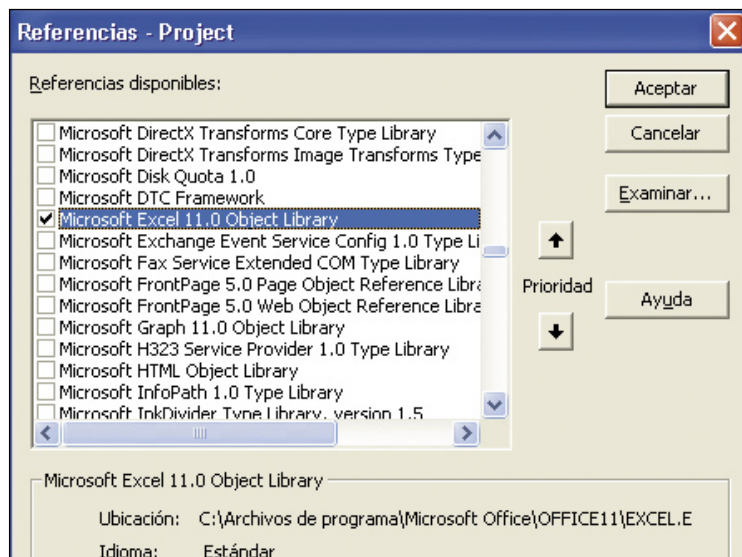 Referencias - Project
Referencias disponibles:
Aceptar
Cancelar
Examinar...
Prioridad
Ayuda
Microsoft DirectX Transforms Core Type Library
Microsoft DirectX Transforms Image Transforms Type
Microsoft Disk Quota 1.0
Microsoft DTC Framework
Microsoft Excel 11.0 Object Library
Microsoft Exchange Event Service Config 1.0 Type Li
Microsoft Fax Service Extended COM Type Library
Microsoft FrontPage 5.0 Page Object Reference Libra
Microsoft FrontPage 5.0 Web Object Reference Libra
Microsoft Graph 11.0 Object Library
Microsoft H323 Service Provider 1.0 Type Library
Microsoft HTML Object Library
Microsoft InfoPath 1.0 Type Library
Microsoft InkDivider Type Library, version 1.5
Microsoft Excel 11.0 Object Library
Ubicación: C:\Archivos de programa\Microsoft Office\OFFICE11\EXCEL.E
Idioma: Estándar